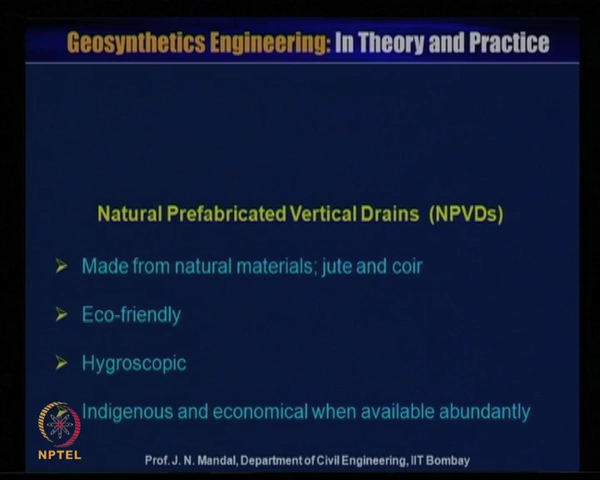 Geosynthetics Engineering: In Theory and Practice
Natural Prefabricated Vertical Drains (NPVDs)
Made from natural materials; jute and coir
Eco-friendly
Hygroscopic
Indigenous and economical when available abundantly
NPTEL
Prof. J. N. Mandal, Department of Civil Engineering, IIT Bombay